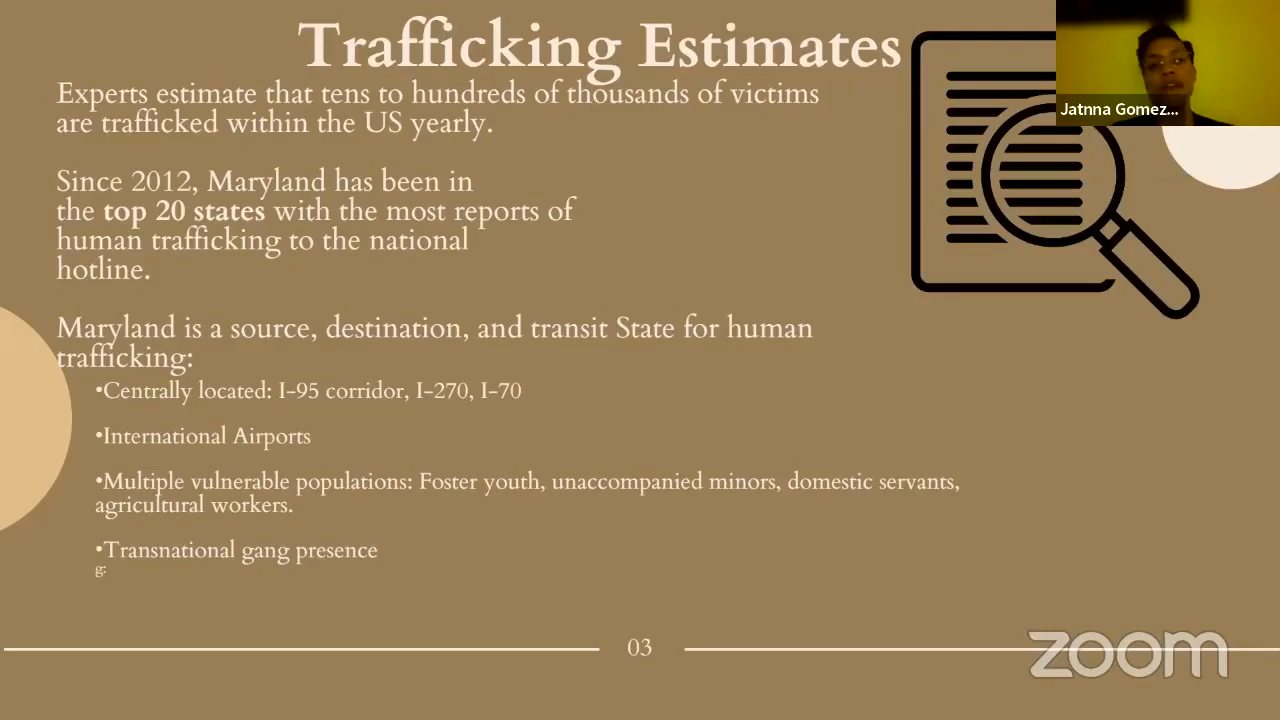 Trafficking Estimates
Jatnna Gomez...
Experts estimate that tens to hundreds of thousands of victims
are trafficked within the US yearly.
Since 2012, Maryland has been in
the top 20 states with the most reports of
human trafficking to the national
hotline.
Maryland is a source, destination, and transit State for human
trafficking:
•Centrally located: I-95 corridor, I-270, I-70
•International Airports
•Multiple vulnerable populations: Foster youth, unaccompanied minors, domestic servants,
agricultural workers.
•Transnational gang presence
g:
03
zoom